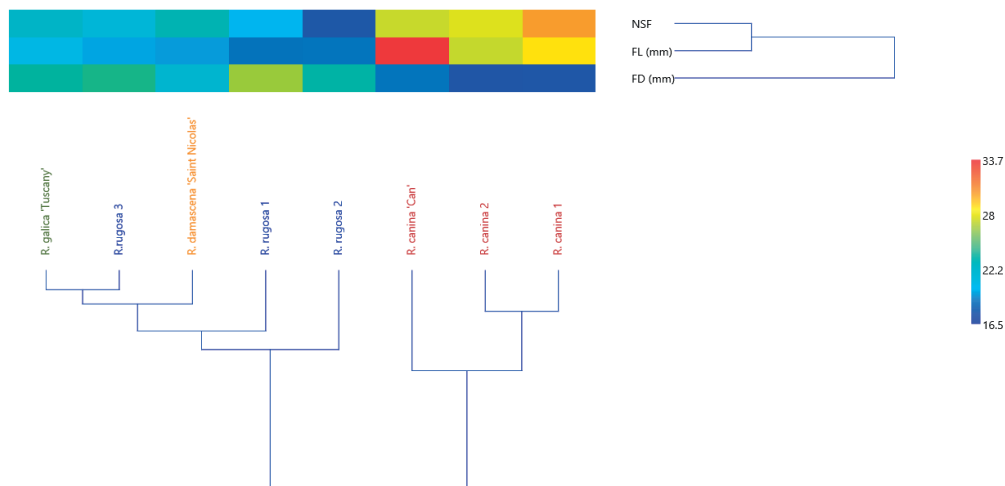 NSF
FL (mm)
FD (mm)
R. galica 'Tuscany'
R.rugosa 3
R. damascena 'Saint Nicolas'
R. rugosa 1
R. rugosa 2
R. canina 'Can'
R. canina 2
R. canina 1
33.7
28
22.2
16.5